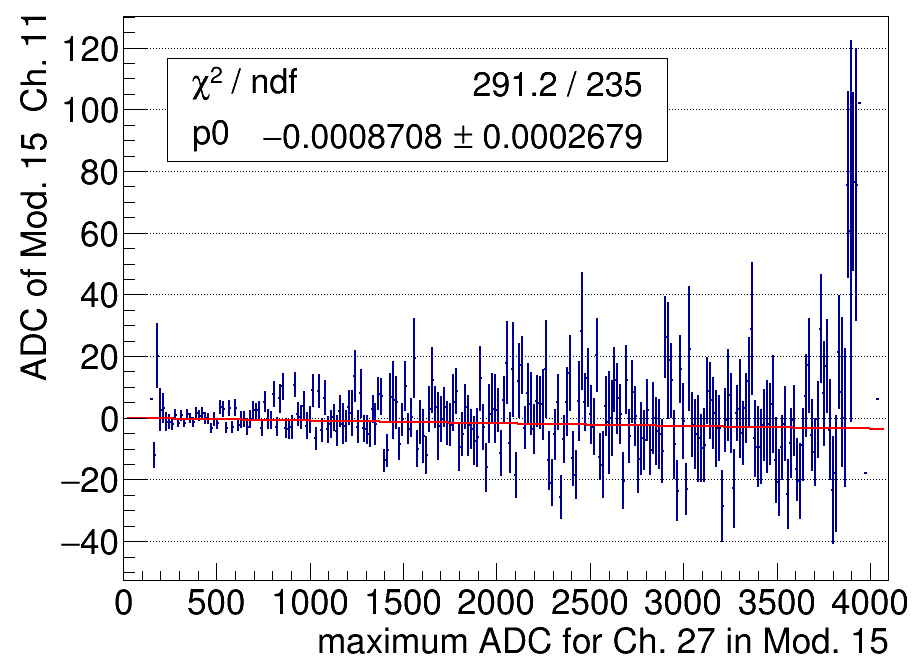 ADC of Mod. 15 Ch. 11
χ² / ndf 291.2 / 235
p0 −0.0008708 ± 0.0002679
120
100
80
60
40
20
0
−20
−40
0 500 1000 1500 2000 2500 3000 3500 4000
maximum ADC for Ch. 27 in Mod. 15